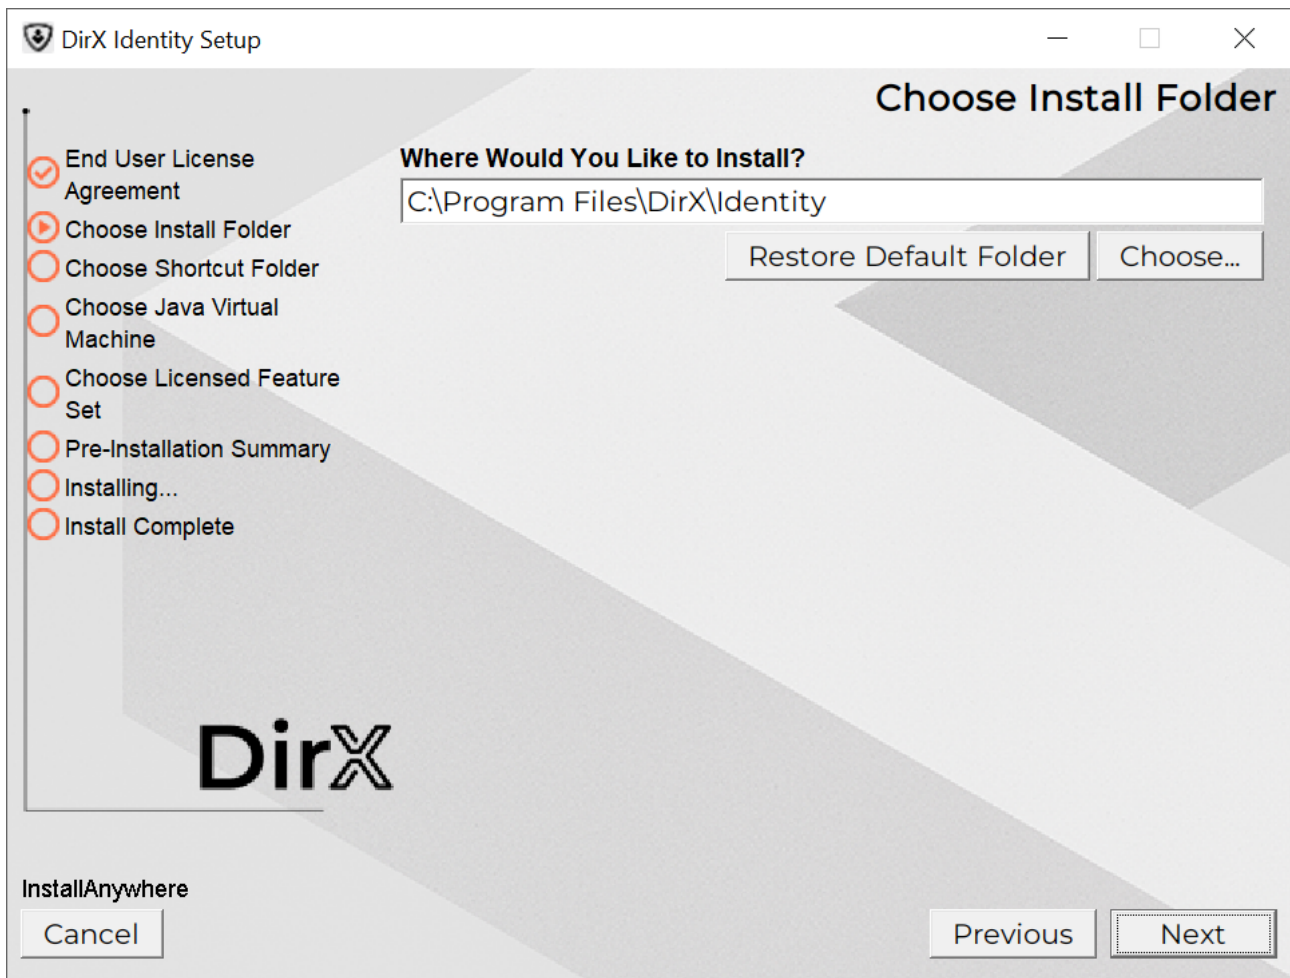 DirX Identity Setup
Choose Install Folder
End User License
Agreement
Choose Install Folder
Choose Shortcut Folder
Choose Java Virtual
Machine
Choose Licensed Feature
Set
Pre-Installation Summary
Installing...
Install Complete
Where Would You Like to Install?
C:\Program Files\DirX\Identity
Restore Default Folder
Choose...
DirX
InstallAnywhere
Cancel
Previous
Next